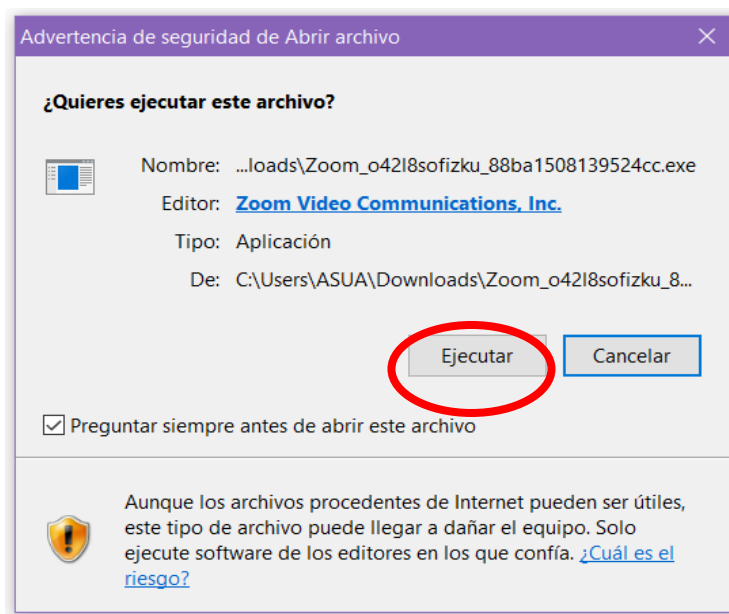 Advertencia de seguridad de Abrir archivo
¿Quieres ejecutar este archivo?
Nombre: ...loads\Zoom_o42l8sofizku_88ba1508139524cc.exe
Editor: Zoom Video Communications, Inc.
Tipo: Aplicación
De: C:\Users\ASUA\Downloads\Zoom_o42l8sofizku_8...
Ejecutar Cancelar
Preguntar siempre antes de abrir este archivo
Aunque los archivos procedentes de Internet pueden ser útiles,
este tipo de archivo puede llegar a dañar el equipo. Solo
ejecute software de los editores en los que confía. ¿Cuál es el
riesgo?